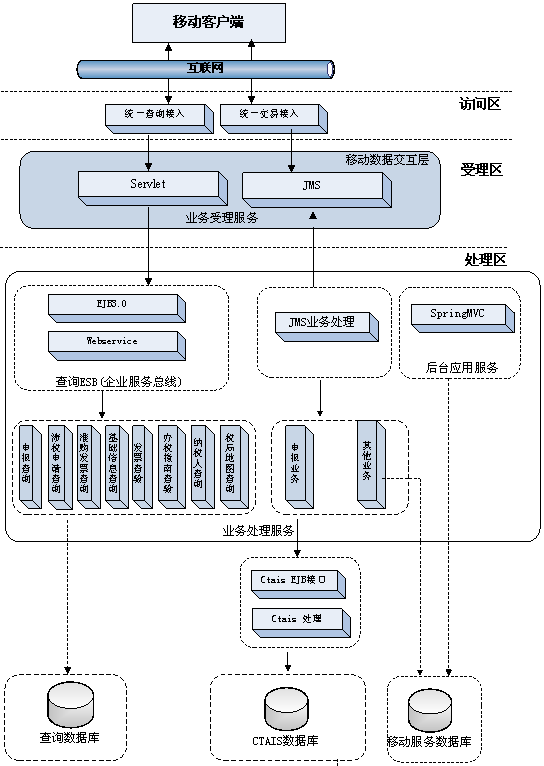 移动客户端
互联网
访问区
统一查询接入
统一交易接入
移动数据交互层
受理区
Servlet
JMS
业务受理服务
处理区
EJB3.0
Webservice
查询ESB(企业服务总线)
JMS业务处理
SpringMVC
后台应用服务
申报查询
涉税申请查询
准购发票查询
基础信息查询
发票查验
办税指南查验
纳税人查询
税局地图查询
申报业务
其他业务
业务处理服务
Ctais EJB接口
Ctais 处理
查询数据库
CTAIS数据库
移动服务数据库